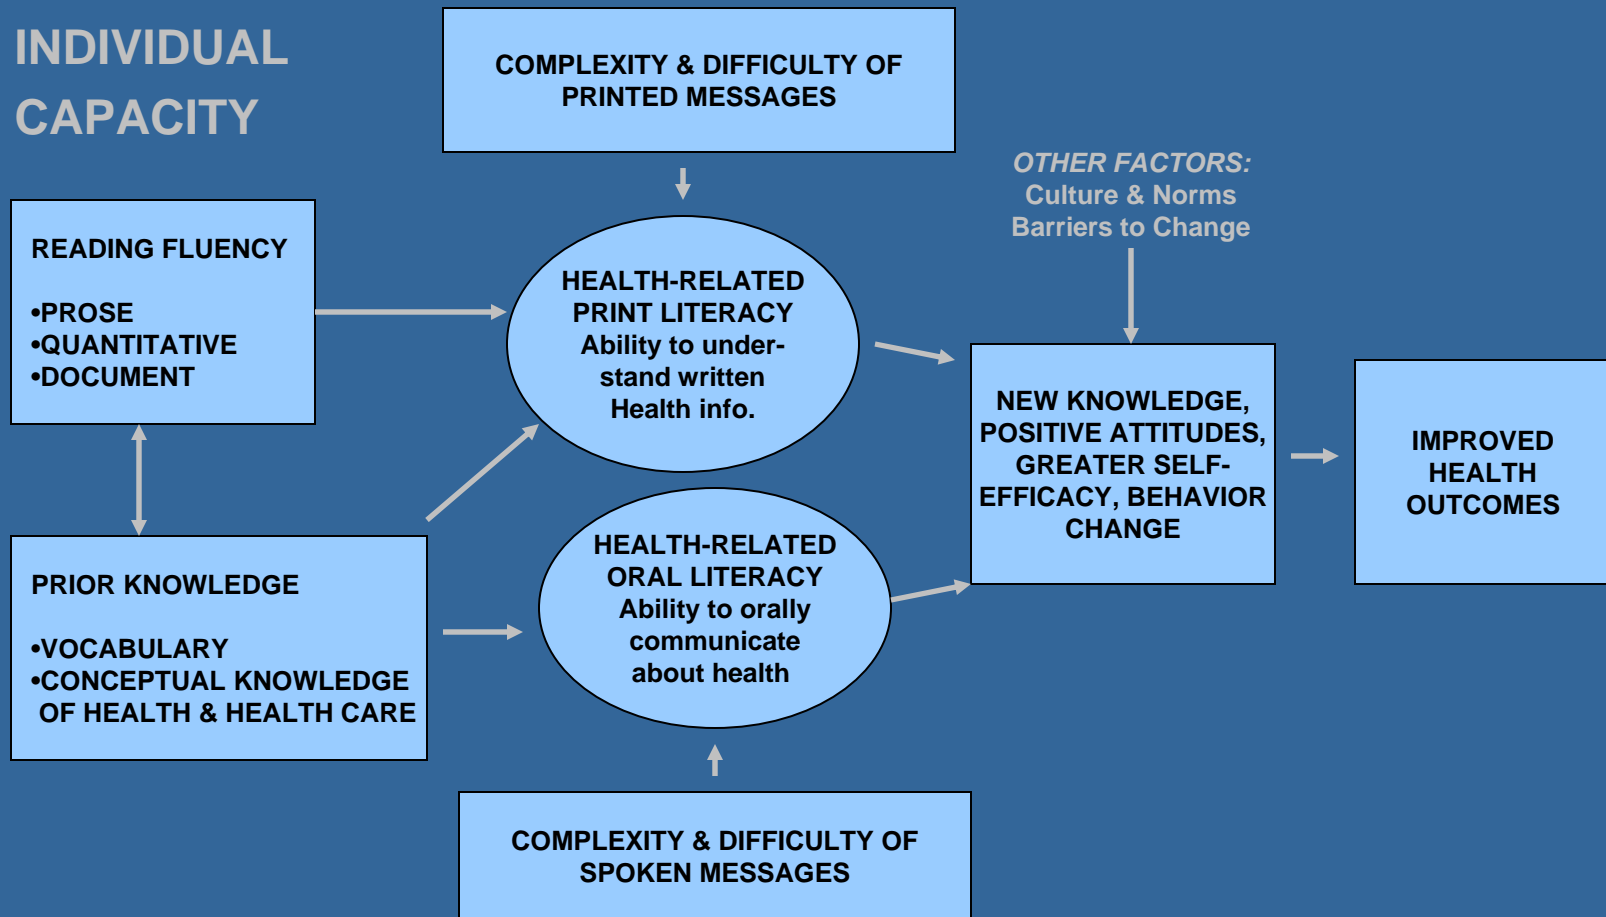 INDIVIDUAL
CAPACITY
COMPLEXITY & DIFFICULTY OF
PRINTED MESSAGES
OTHER FACTORS:
Culture & Norms
Barriers to Change
READING FLUENCY
•PROSE
•QUANTITATIVE
•DOCUMENT
HEALTH-RELATED
PRINT LITERACY
Ability to under-
stand written
Health info.
NEW KNOWLEDGE,
POSITIVE ATTITUDES,
GREATER SELF-
EFFICACY, BEHAVIOR
CHANGE
IMPROVED
HEALTH
OUTCOMES
PRIOR KNOWLEDGE
•VOCABULARY
•CONCEPTUAL KNOWLEDGE
OF HEALTH & HEALTH CARE
HEALTH-RELATED
ORAL LITERACY
Ability to orally
communicate
about health
COMPLEXITY & DIFFICULTY OF
SPOKEN MESSAGES